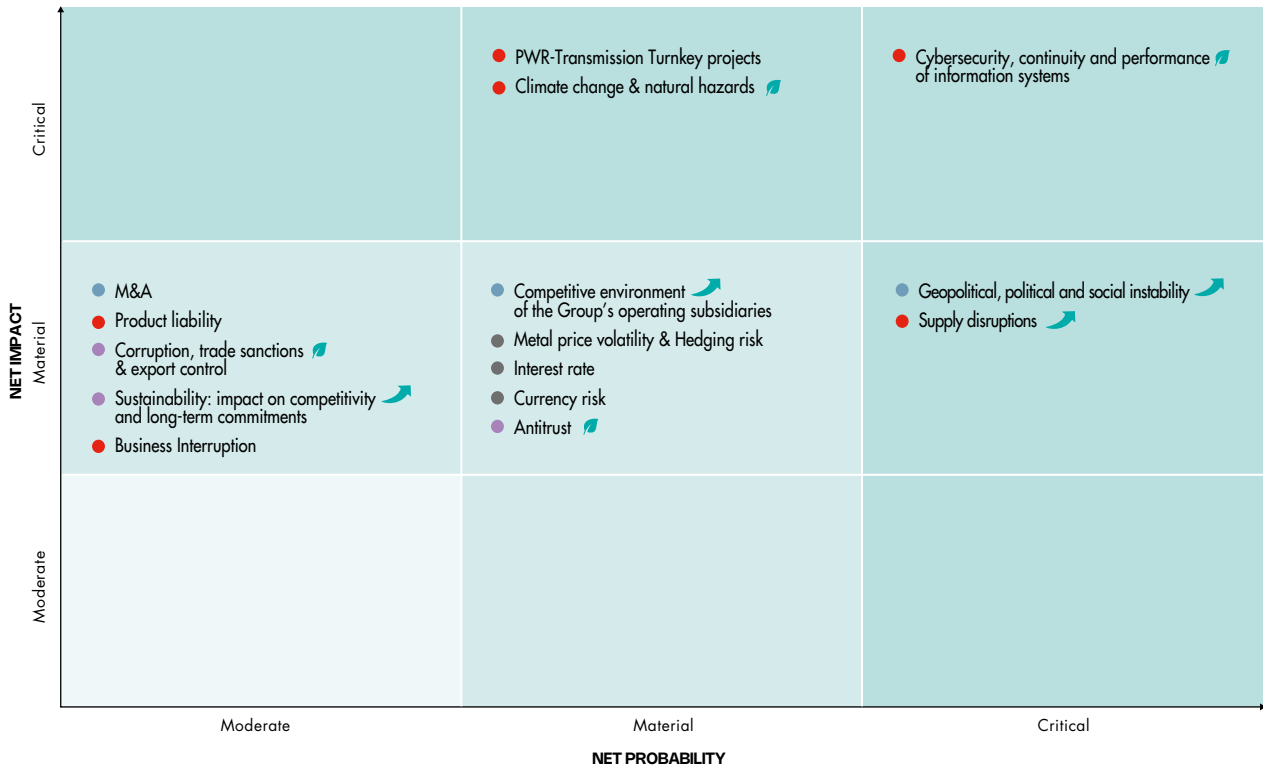 PWR-Transmission Turnkey projects
Climate change & natural hazards
Cybersecurity, continuity and performance
of information systems
Critical
M&A
Product liability
Corruption, trade sanctions
& export control
Sustainability: impact on competitivity
and long-term commitments
Business Interruption
Competitive environment
of the Group's operating subsidiaries
Metal price volatility & Hedging risk
Interest rate
Currency risk
Antitrust
Geopolitical, political and social instability
Supply disruptions
NET IMPACT
Material
Moderate
Moderate
Material
Critical
NET PROBABILITY